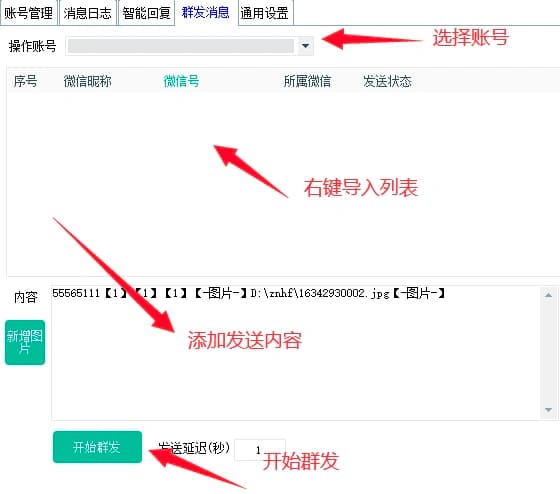 账号管理 消息日志 智能回复 群发消息 通用设置
操作账号
选择账号
序号 微信昵称 微信号 所属微信 发送状态
右键导入列表
内容 55565111【1】【1】【1】【-图片-】D:\znhf\16342930002.jpg【-图片-】
新增图
片
添加发送内容
开始群发 发送延迟(秒) 1
开始群发